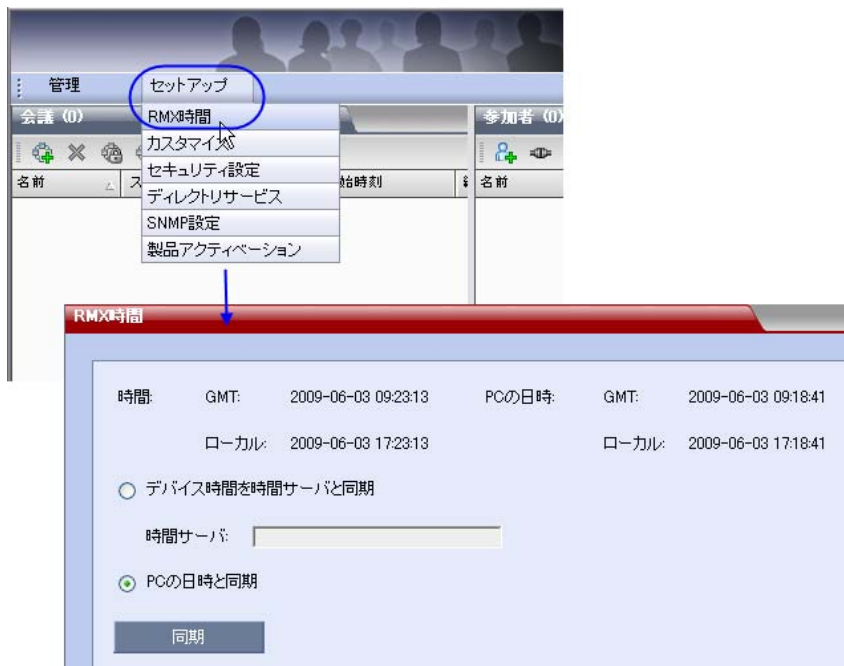 管理 セットアップ
会議 (0) 参加者 (0)
RMX時間
カスタマイズ
セキュリティ設定
ディレクトリサービス
SNMP設定
製品アクティベーション
名前 ス 始時刻 名前
RMX時間
時間: GMT: 2009-06-03 09:23:13 PCの日時: GMT: 2009-06-03 09:18:41
ローカル: 2009-06-03 17:23:13 ローカル: 2009-06-03 17:18:41
デバイス時間を時間サーバと同期
時間サーバ:
PCの日時と同期
同期